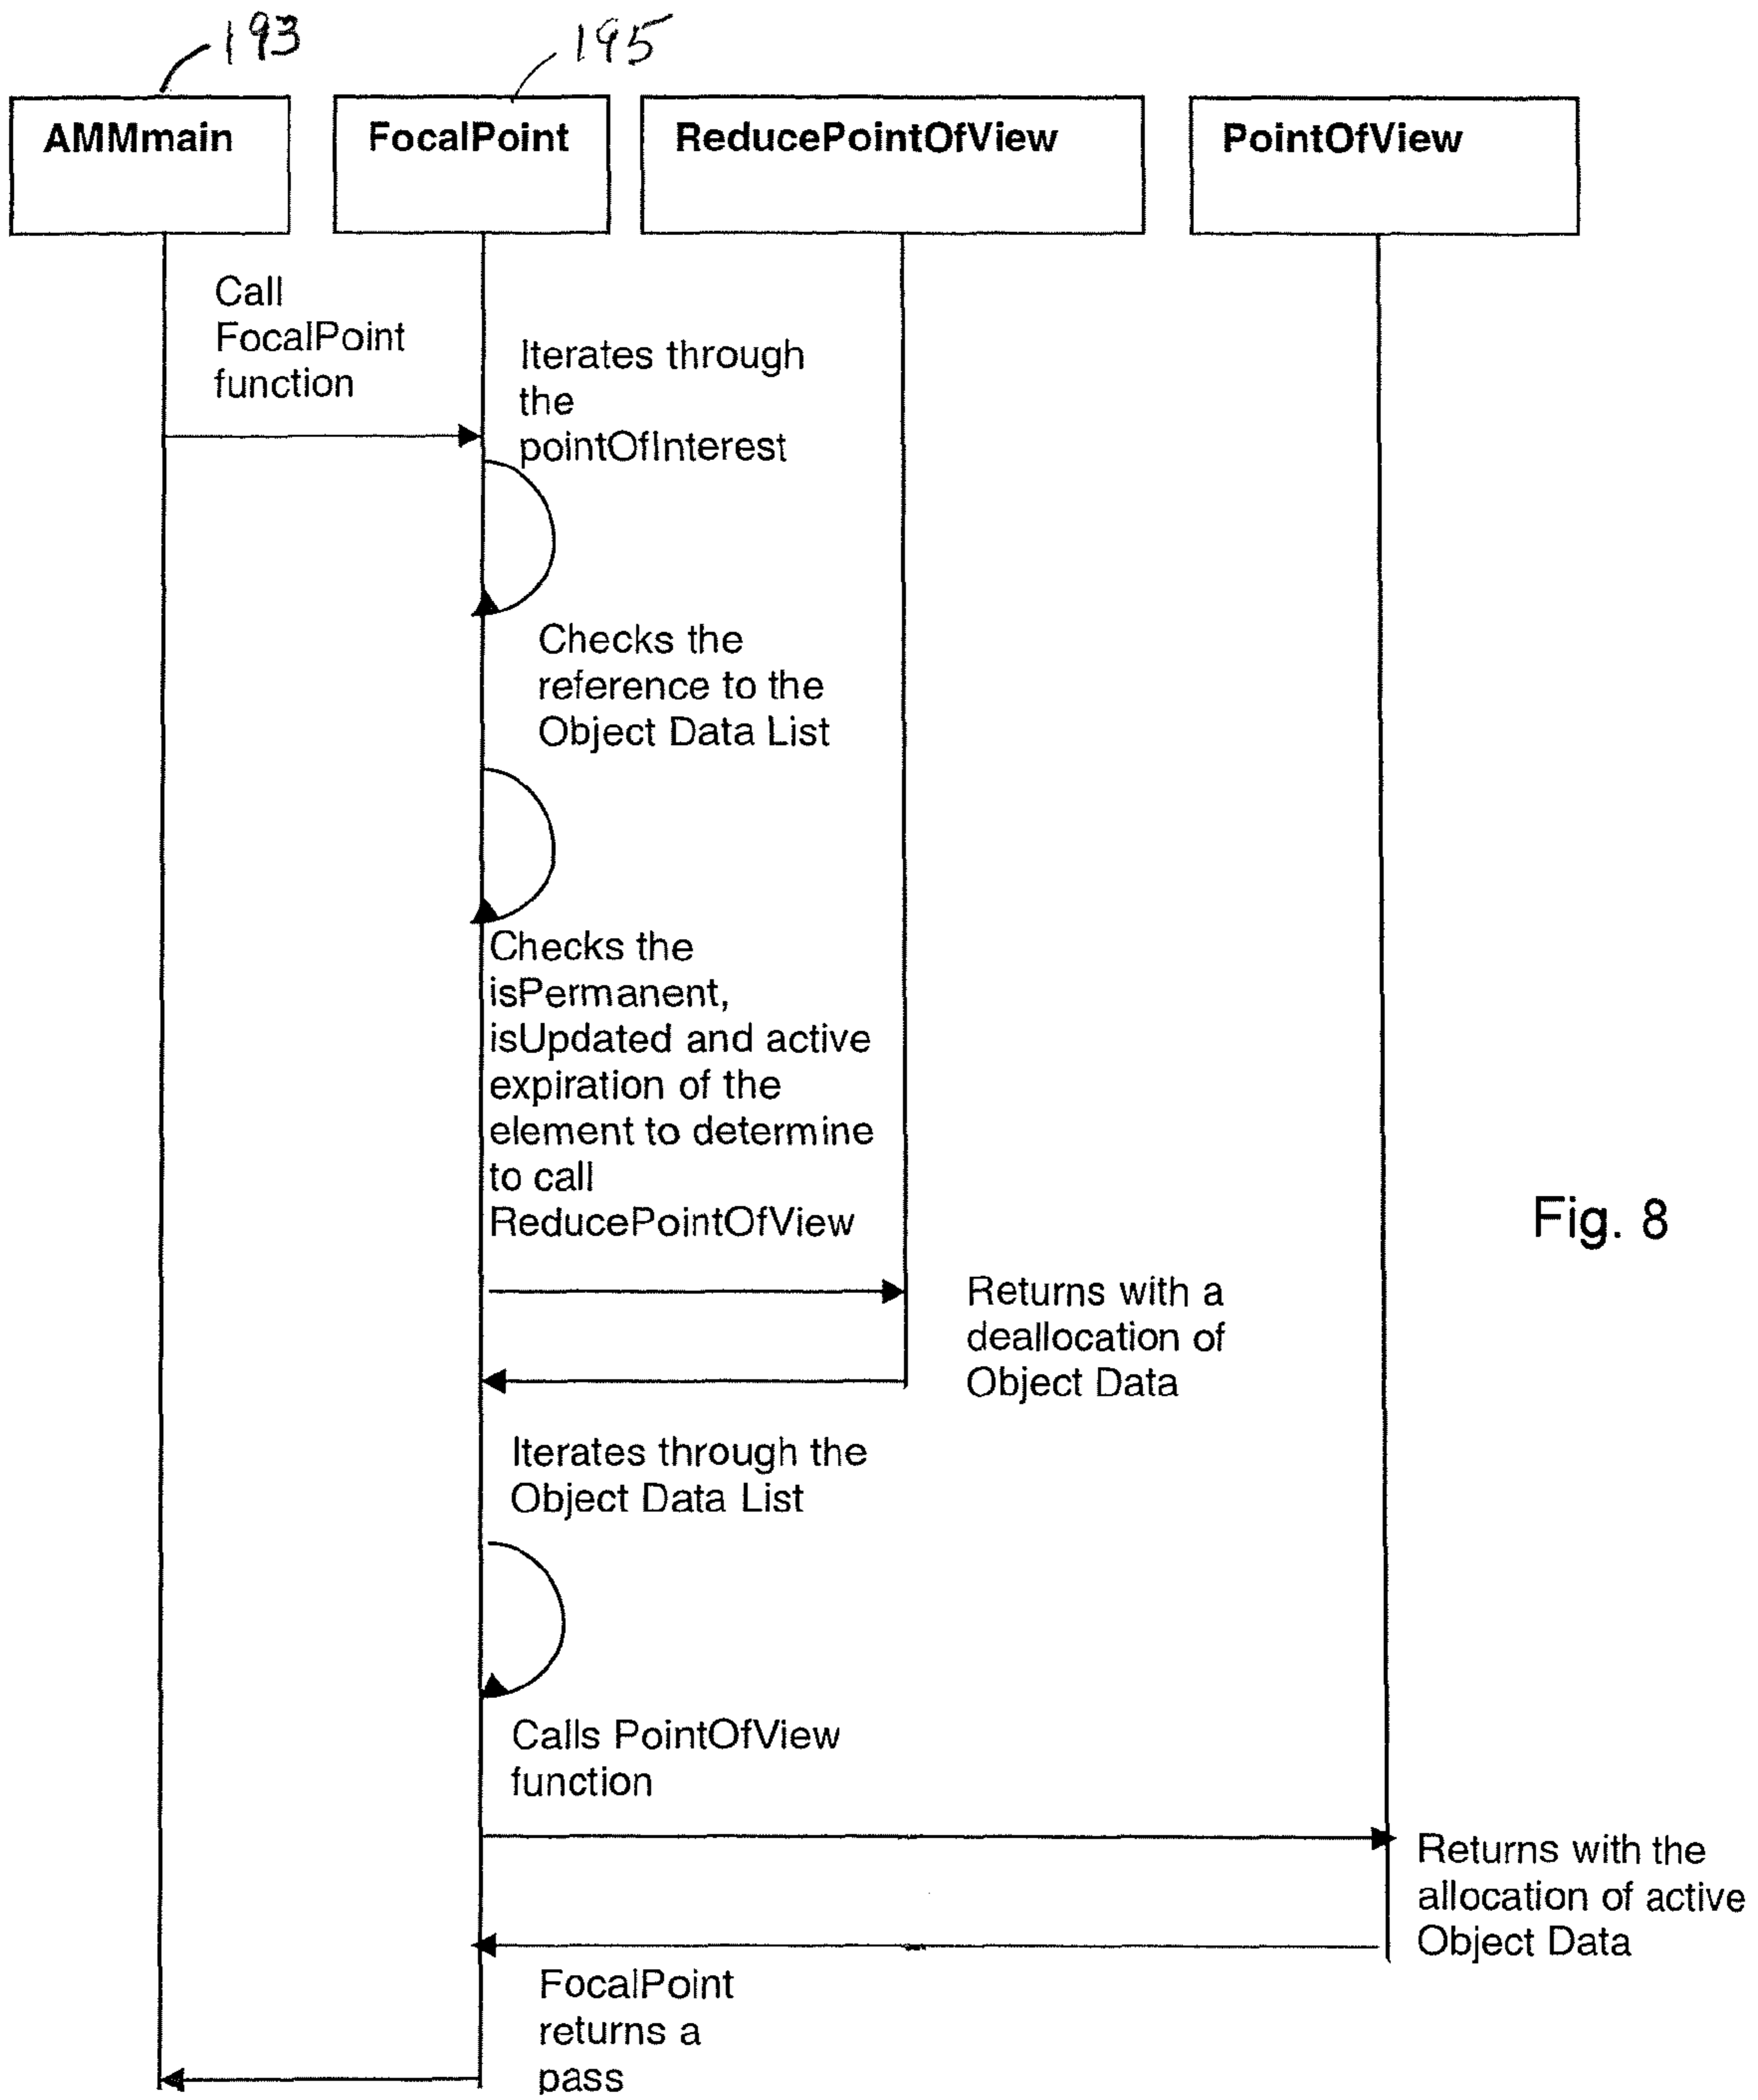 193
195
AMMmain
FocalPoint
ReducePointOfView
PointOfView
Call
FocalPoint
function
Iterates through
the
pointOfInterest
Checks the
reference to the
Object Data List
Checks the
isPermanent,
isUpdated and active
expiration of the
element to determine
to call
ReducePointOfView
Fig. 8
Returns with a
deallocation of
Object Data
Iterates through the
Object Data List
Calls PointOfView
function
Returns with the
allocation of active
Object Data
FocalPoint
returns a
pass